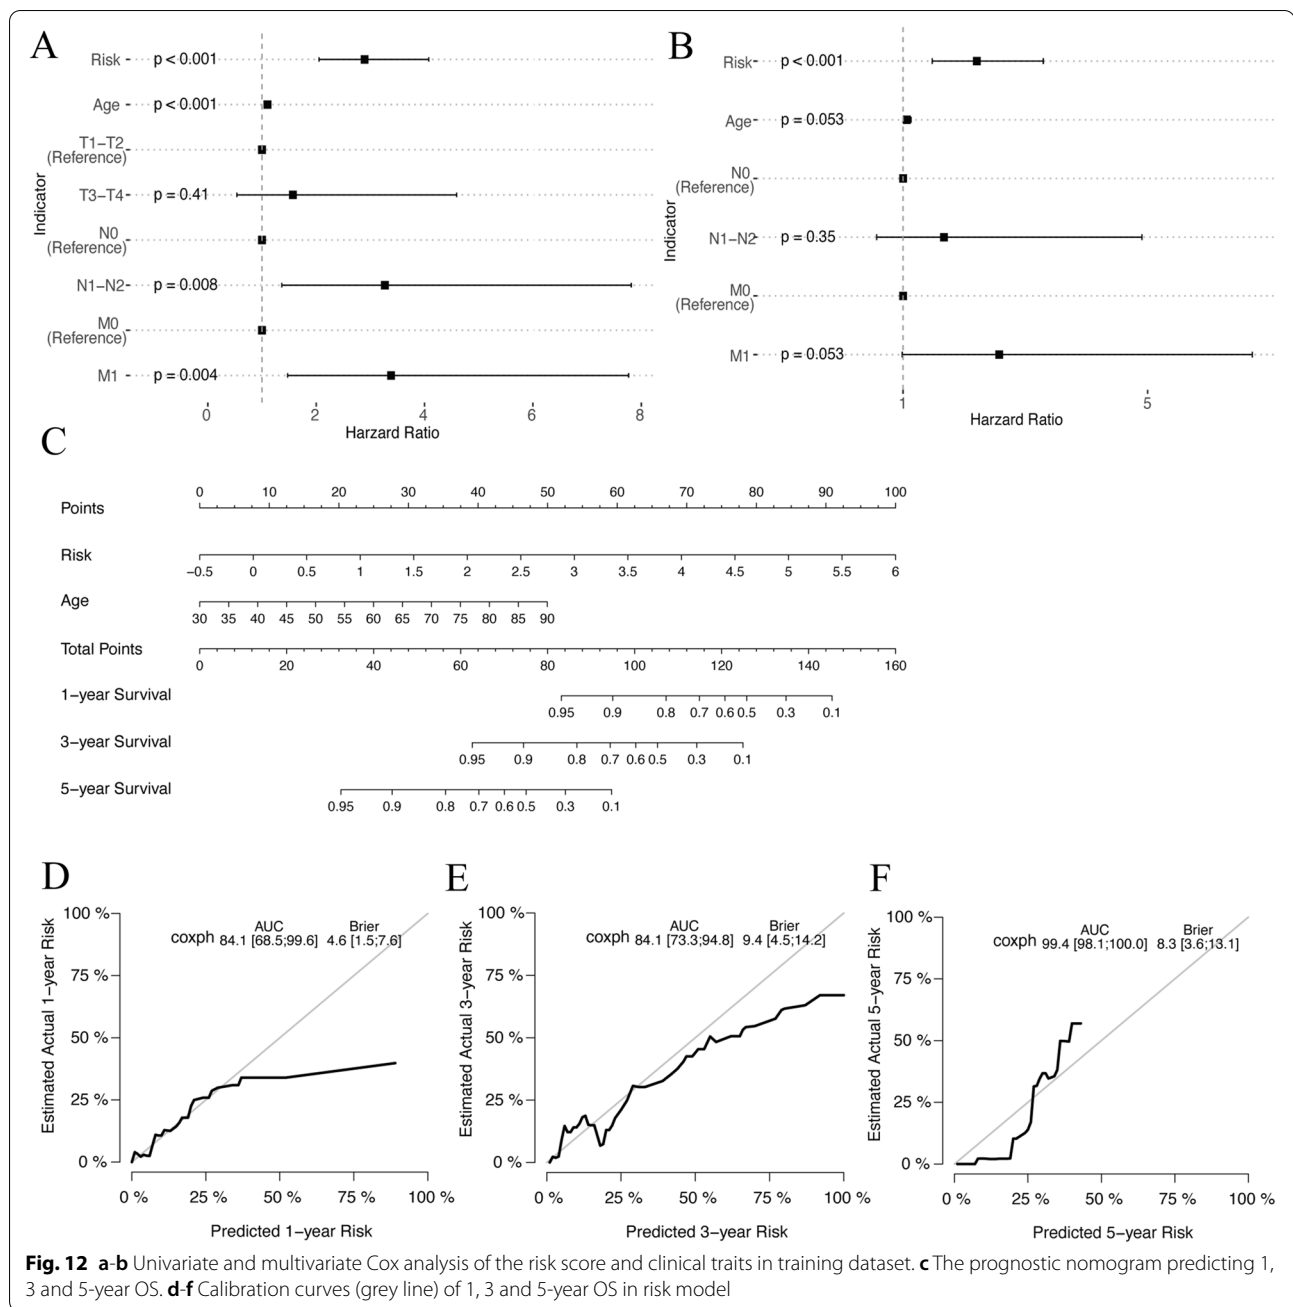 A
Risk
p < 0.001
Age
p < 0.001
T1−T2
(Reference)
T3−T4
p = 0.41
N0
(Reference)
N1−N2
p = 0.008
M0
(Reference)
M1
p = 0.004
Indicator
0 2 4 6 8
Harzard Ratio
B
Risk
p < 0.001
Age
p = 0.053
N0
(Reference)
N1−N2
p = 0.35
M0
(Reference)
M1
p = 0.053
Indicator
1 5
Harzard Ratio
C
0 10 20 30 40 50 60 70 80 90 100
Points
Risk
−0.5 0 0.5 1 1.5 2 2.5 3 3.5 4 4.5 5 5.5 6
Age
30 35 40 45 50 55 60 65 70 75 80 85 90
Total Points
0 20 40 60 80 100 120 140 160
1−year Survival
0.95 0.9 0.8 0.7 0.6 0.5 0.3 0.1
3−year Survival
0.95 0.9 0.8 0.7 0.6 0.5 0.3 0.1
5−year Survival
0.95 0.9 0.8 0.7 0.6 0.5 0.3 0.1
D
Estimated Actual 1−year Risk
100 %
75 %
50 %
25 %
0 %
AUC Brier
coxph 84.1 [68.5;99.6] 4.6 [1.5;7.6]
0 % 25 % 50 % 75 % 100 %
Predicted 1−year Risk
E
Estimated Actual 3−year Risk
100 %
75 %
50 %
25 %
0 %
AUC Brier
coxph 84.1 [73.3;94.8] 9.4 [4.5;14.2]
0 % 25 % 50 % 75 % 100 %
Predicted 3−year Risk
F
Estimated Actual 5−year Risk
100 %
75 %
50 %
25 %
0 %
AUC Brier
coxph 99.4 [98.1;100.0] 8.3 [3.6;13.1]
0 % 25 % 50 % 75 % 100 %
Predicted 5−year Risk
Fig. 12 a-b Univariate and multivariate Cox analysis of the risk score and clinical traits in training dataset. c The prognostic nomogram predicting 1,
3 and 5-year OS. d-f Calibration curves (grey line) of 1, 3 and 5-year OS in risk model